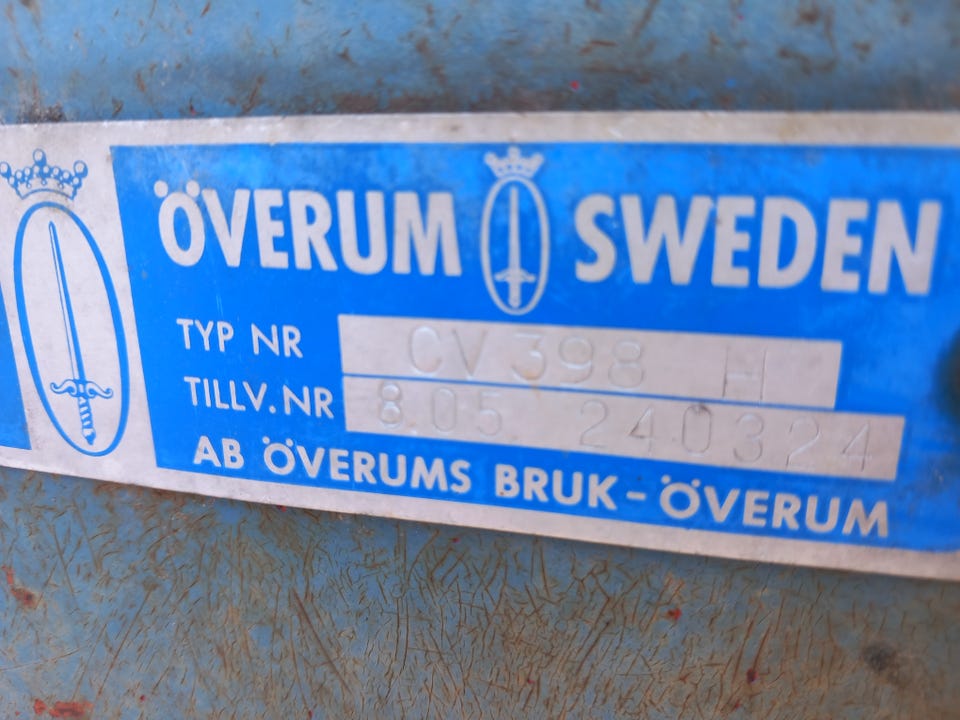 ÖVERUM SWEDEN
TYP NR CV 398 H
TILLV.NR 805 240324
AB ÖVERUMS BRUK - ÖVERUM